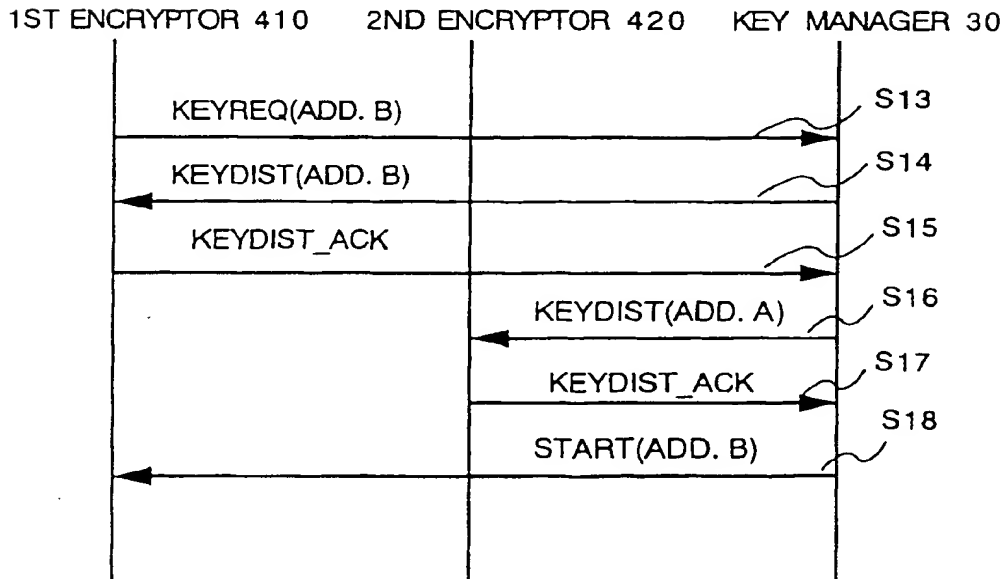 1ST ENCRYPTOR 410 2ND ENCRYPTOR 420 KEY MANAGER 30
KEYREQ(ADD. B)
S13
KEYDIST(ADD. B)
S14
KEYDIST_ACK
S15
KEYDIST(ADD. A)
S16
KEYDIST_ACK
S17
START(ADD. B)
S18